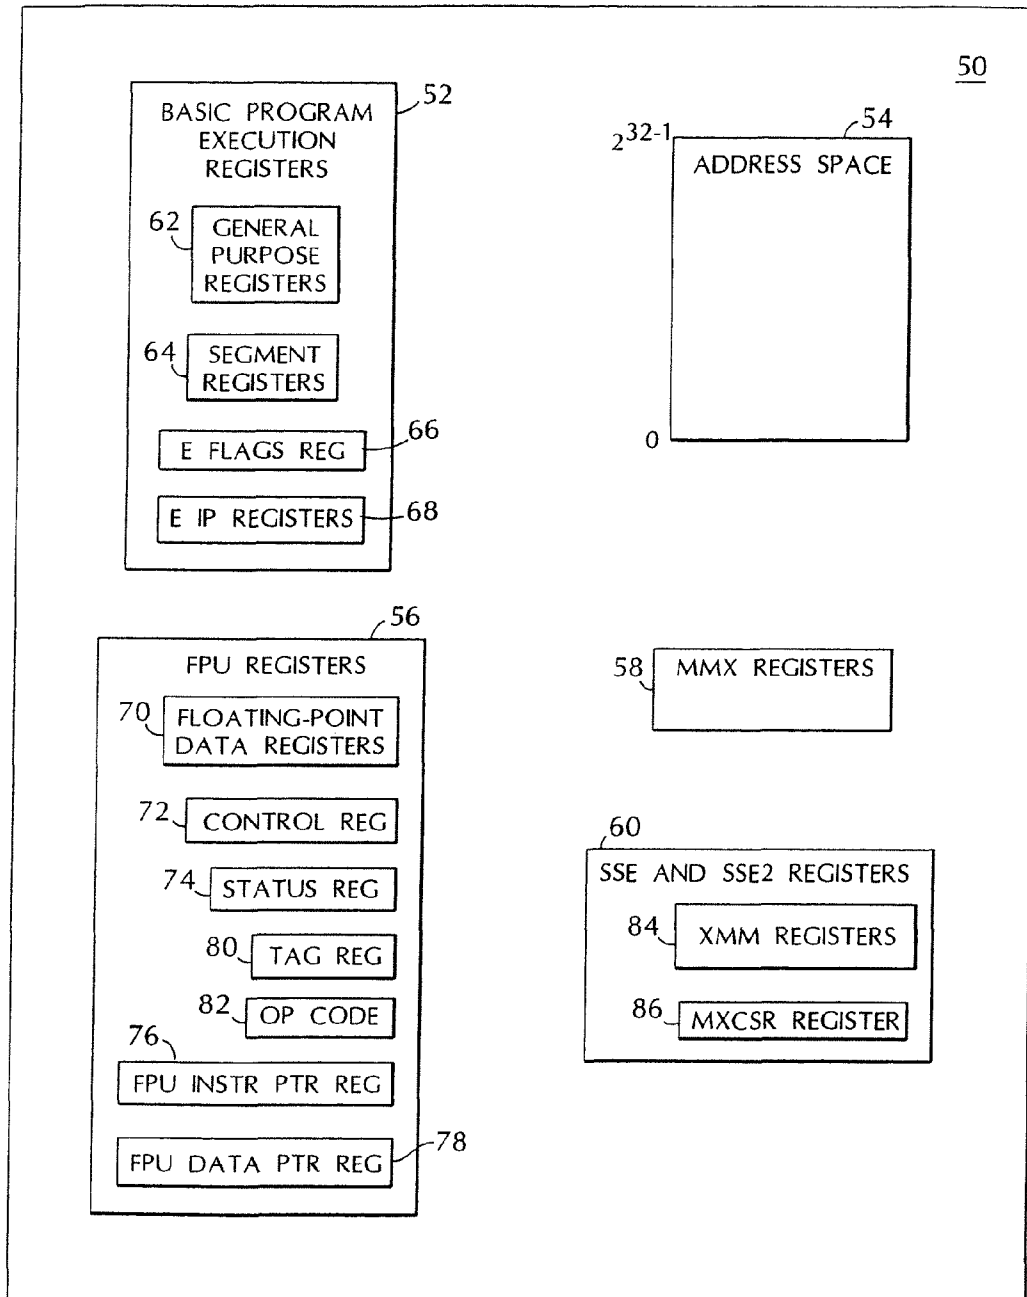 50
52
BASIC PROGRAM
EXECUTION
REGISTERS
62
GENERAL
PURPOSE
REGISTERS
64
SEGMENT
REGISTERS
E FLAGS REG
66
E IP REGISTERS
68
54
2^32-1
ADDRESS SPACE
0
56
FPU REGISTERS
70
FLOATING-POINT
DATA REGISTERS
72
CONTROL REG
74
STATUS REG
80
TAG REG
82
OP CODE
76
FPU INSTR PTR REG
FPU DATA PTR REG
78
58
MMX REGISTERS
60
SSE AND SSE2 REGISTERS
84
XMM REGISTERS
86
MXCSR REGISTER